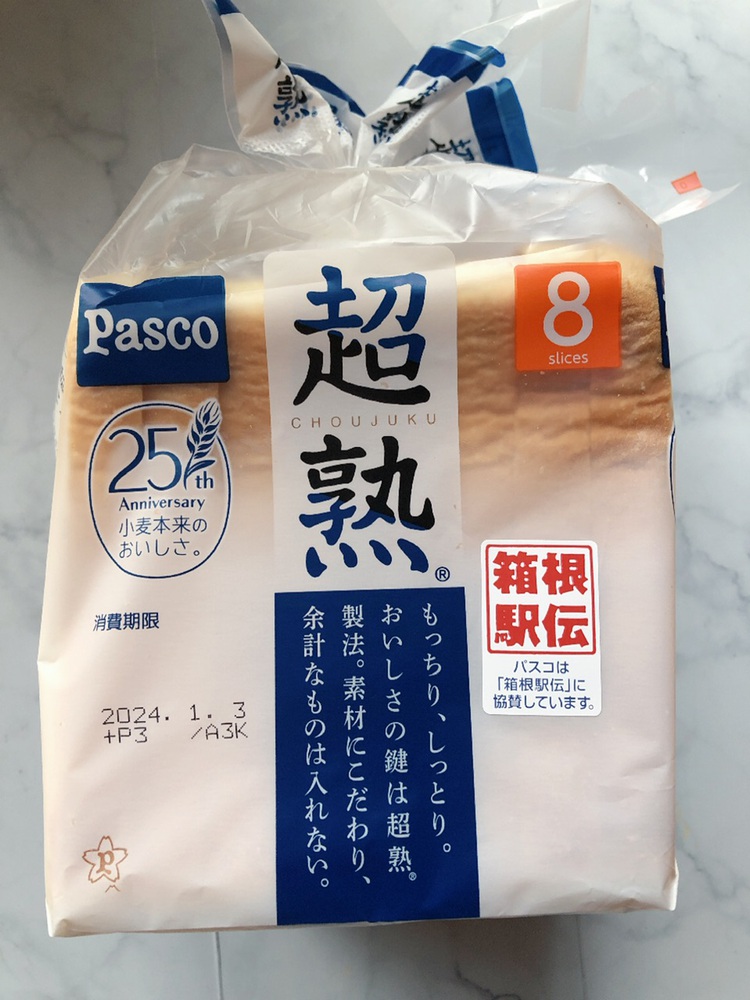 超熟
Pasco
超
CHOUJUKU
熟®
8
slices
25th
Anniversary
小麦本来の
おいしさ。
消費期限
2024. 1. 3
+P3 /A3K
もっちり、しっとり。
おいしさの鍵は超熟®
製法。素材にこだわり、
余計なものは入れない。
箱根
駅伝
パスコは
「箱根駅伝」に
協賛しています。
P